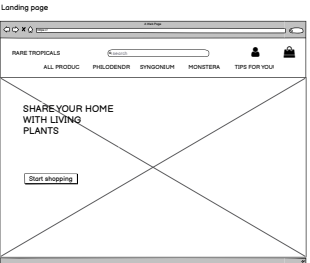 Landing page
A Web Page
RARE TROPICALS
search
ALL PRODUC PHILODENDR SYNGONIUM MONSTERA TIPS FOR YOU!
SHARE YOUR HOME
WITH LIVING
PLANTS
Start shopping